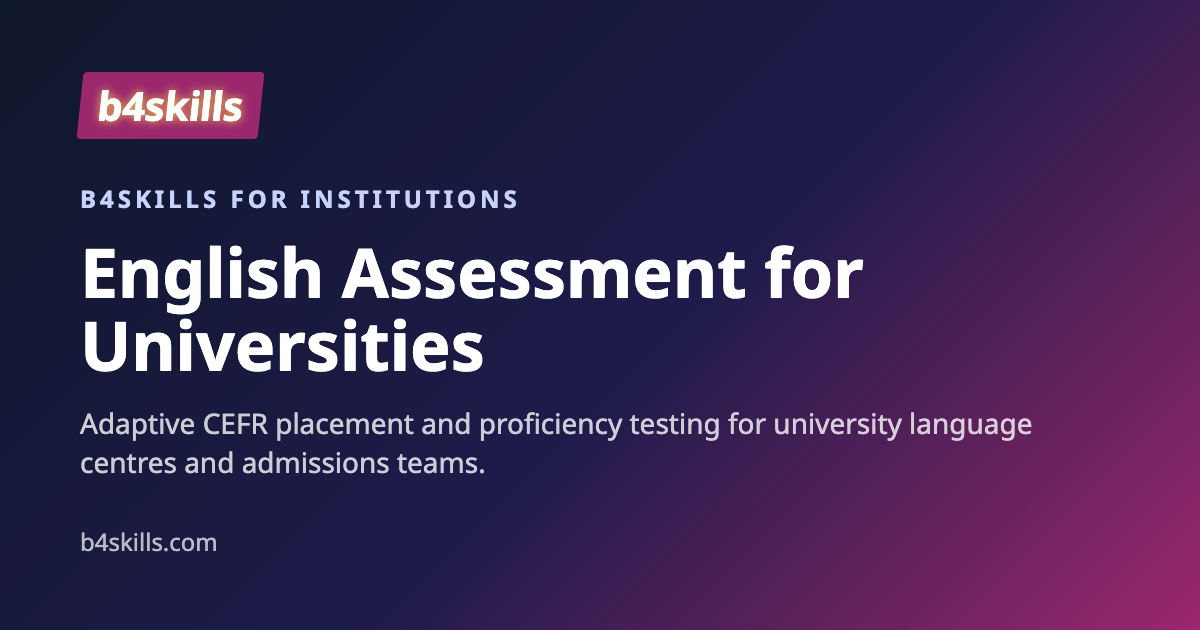 b4skills
B4SKILLS FOR INSTITUTIONS
English Assessment for
Universities
Adaptive CEFR placement and proficiency testing for university language
centres and admissions teams.
b4skills.com